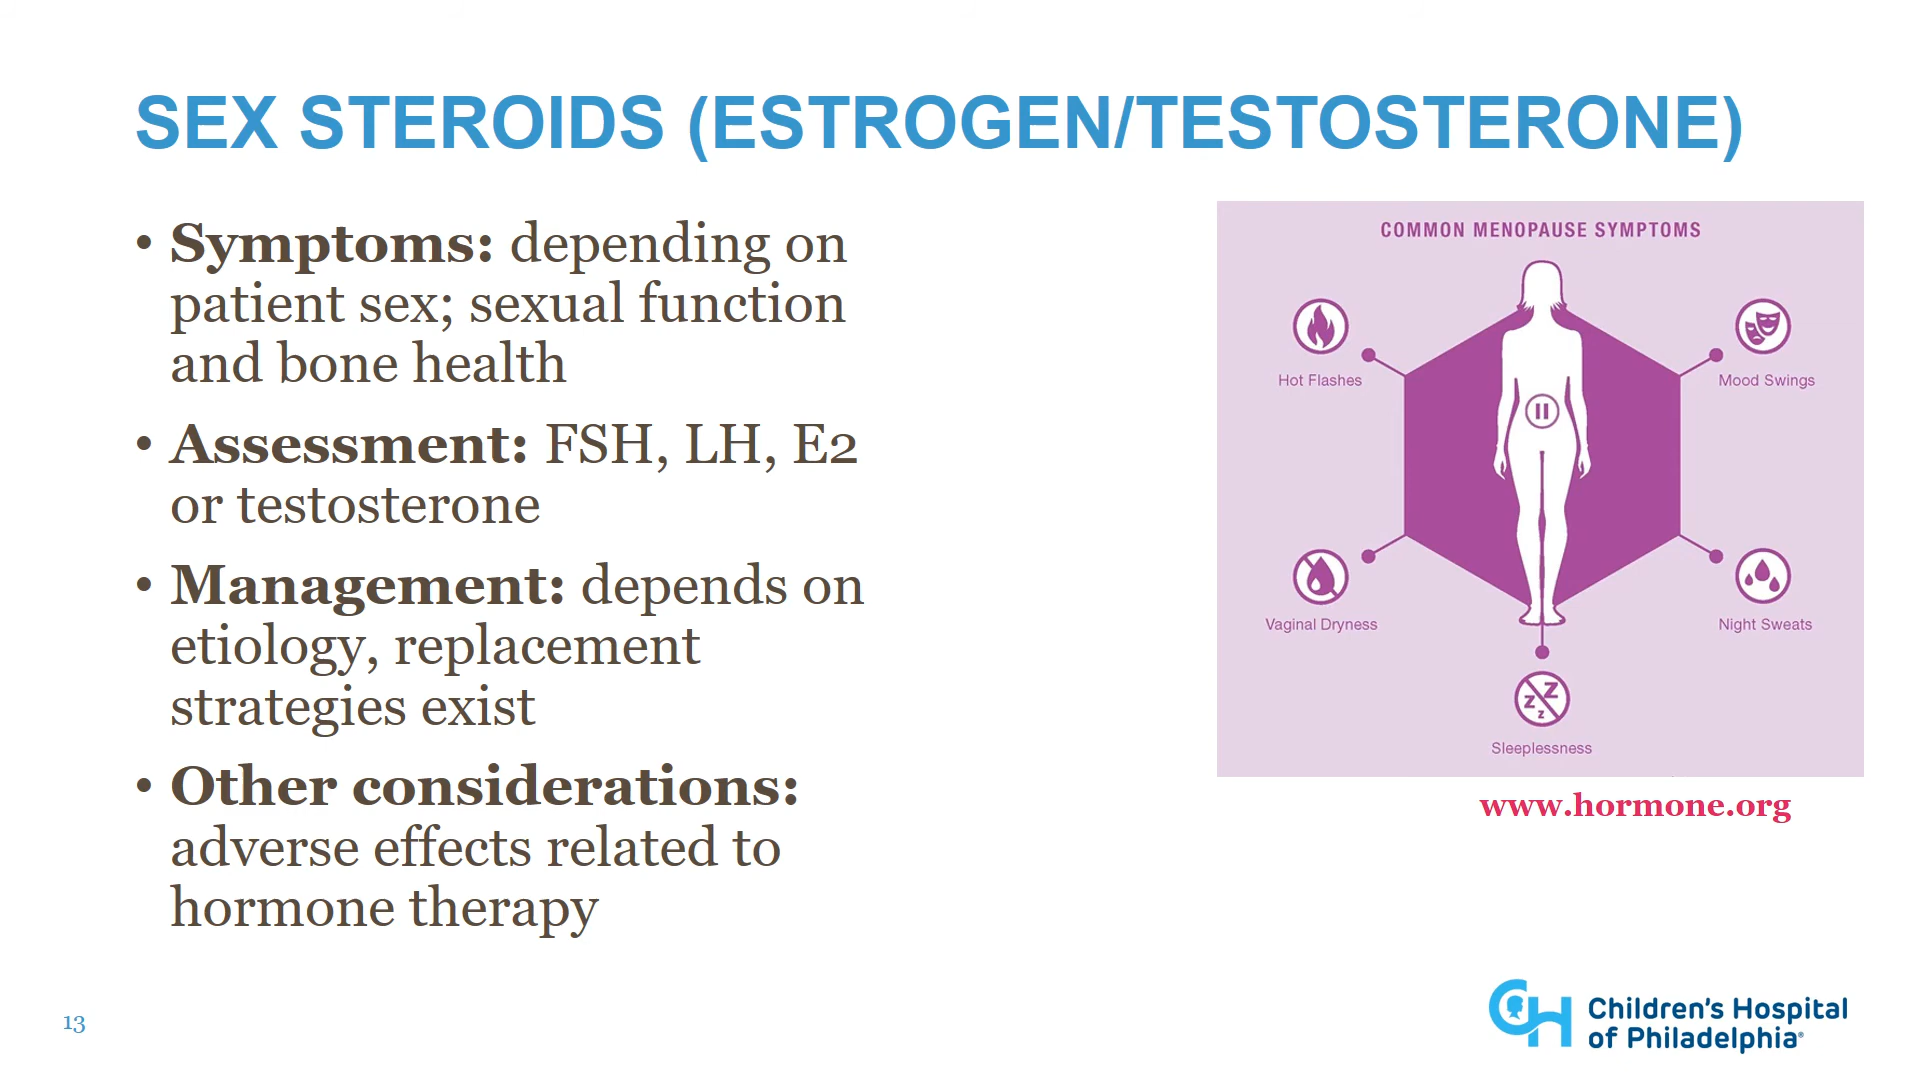 SEX STEROIDS (ESTROGEN/TESTOSTERONE)
• Symptoms: depending on
patient sex; sexual function
and bone health
• Assessment: FSH, LH, E2
or testosterone
• Management: depends on
etiology, replacement
strategies exist
• Other considerations:
adverse effects related to
hormone therapy
COMMON MENOPAUSE SYMPTOMS
Hot Flashes
Mood Swings
Vaginal Dryness
Night Sweats
Z Z z
Sleeplessness
www.hormone.org
13
CH
Children's Hospital
of Philadelphia®